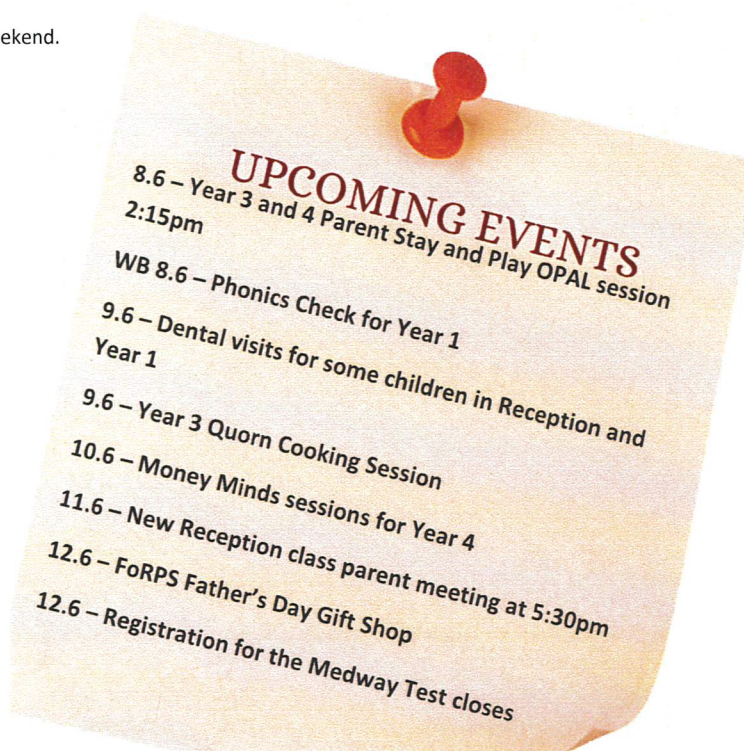 ekend.
UPCOMING EVENTS
8.6 – Year 3 and 4 Parent Stay and Play OPAL session
2:15pm
WB 8.6 – Phonics Check for Year 1
9.6 – Dental visits for some children in Reception and
Year 1
9.6 – Year 3 Quorn Cooking Session
10.6 – Money Minds sessions for Year 4
11.6 – New Reception class parent meeting at 5:30pm
12.6 – FoRPS Father's Day Gift Shop
12.6 – Registration for the Medway Test closes